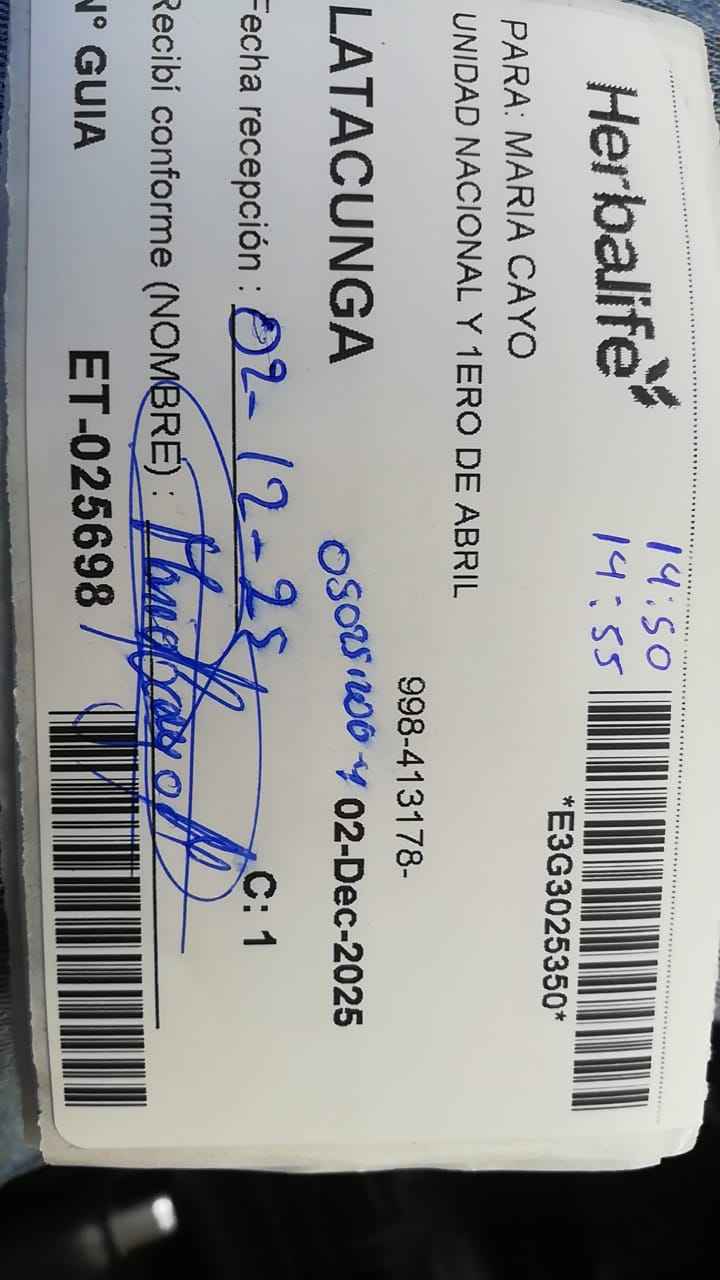 Herbalife
14:50
14:55
*E3G3025350*
PARA: MARIA CAYO
UNIDAD NACIONAL Y 1ERO DE ABRIL
998-413178-
LATACUNGA
02-Dec-2025
Fecha recepción : 02-12-25
C: 1
Recibí conforme (NOMBRE) :
N° GUIA ET-025698